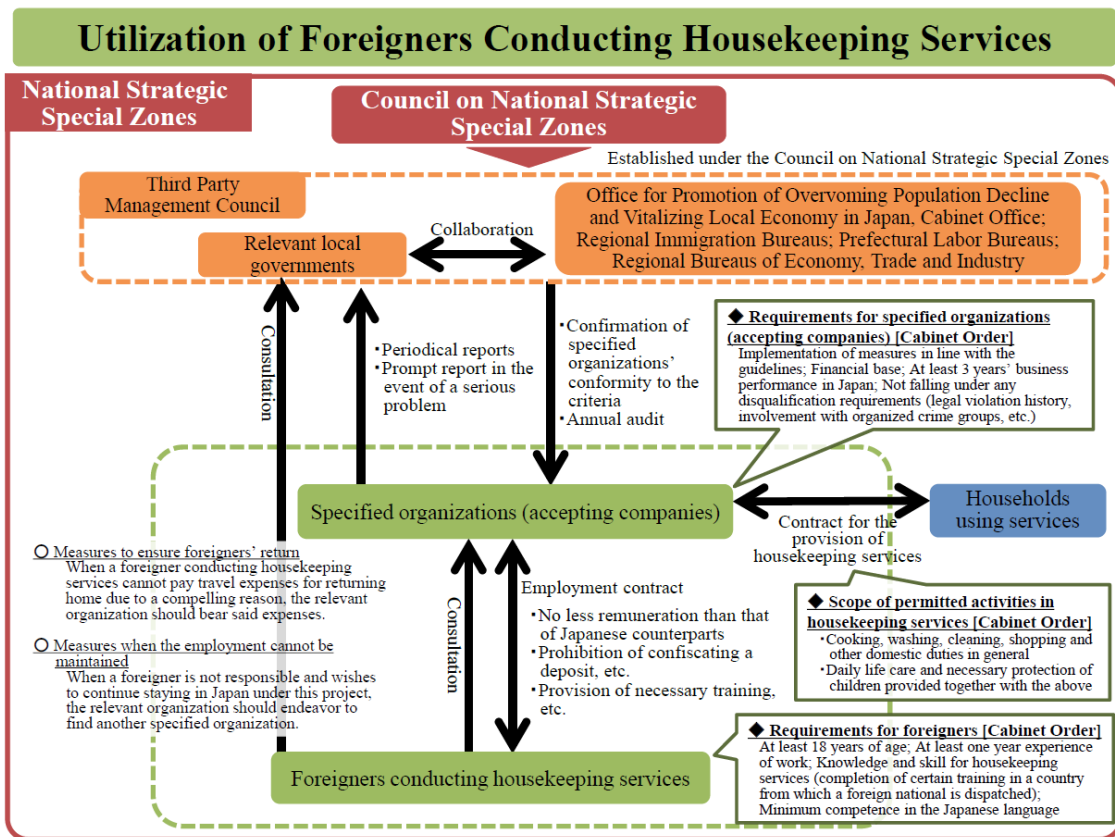 Utilization of Foreigners Conducting Housekeeping Services
National Strategic
Special Zones
Council on National Strategic
Special Zones
Established under the Council on National Strategic Special Zones
Third Party
Management Council
Relevant local
governments
Collaboration
Office for Promotion of Overvoming Population Decline
and Vitalizing Local Economy in Japan, Cabinet Office;
Regional Immigration Bureaus; Prefectural Labor Bureaus;
Regional Bureaus of Economy, Trade and Industry
Consultation
・Periodical reports
・Prompt report in the
event of a serious
problem
・Confirmation of
specified
organizations'
conformity to the
criteria
・Annual audit
◆ Requirements for specified organizations
(accepting companies) [Cabinet Order]
Implementation of measures in line with the
guidelines; Financial base; At least 3 years' business
performance in Japan; Not falling under any
disqualification requirements (legal violation history,
involvement with organized crime groups, etc.)
Specified organizations (accepting companies)
Contract for the
provision of
housekeeping services
Households
using services
○ Measures to ensure foreigners' return
When a foreigner conducting housekeeping
services cannot pay travel expenses for returning
home due to a compelling reason, the relevant
organization should bear said expenses.
○ Measures when the employment cannot be
maintained
When a foreigner is not responsible and wishes
to continue staying in Japan under this project,
the relevant organization should endeavor to
find another specified organization.
Consultation
Employment contract
・No less remuneration than that
of Japanese counterparts
・Prohibition of confiscating a
deposit, etc.
・Provision of necessary training,
etc.
◆ Scope of permitted activities in
housekeeping services [Cabinet Order]
・Cooking, washing, cleaning, shopping and
other domestic duties in general
・Daily life care and necessary protection of
children provided together with the above
Foreigners conducting housekeeping services
◆ Requirements for foreigners [Cabinet Order]
At least 18 years of age; At least one year experience
of work; Knowledge and skill for housekeeping
services (completion of certain training in a country
from which a foreign national is dispatched);
Minimum competence in the Japanese language